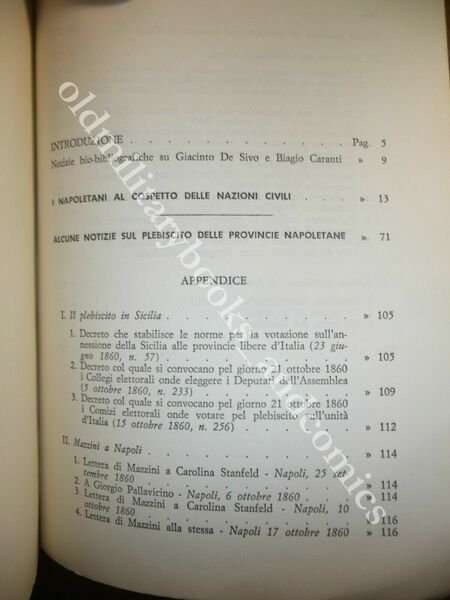 INTRODUZIONE . . . . . . . . . . Pag. 5
Notizie bio-bibliografiche su Giacinto De Sivo e Biagio Caranti » 9
I NAPOLETANI AL COSPETTO DELLE NAZIONI CIVILI . . » 13
ALCUNE NOTIZIE SUL PLEBISCITO DELLE PROVINCIE NAPOLETANE » 71
APPENDICE
I. Il plebiscito in Sicilia . . . . . . . . . » 105
1. Decreto che stabilisce le norme per la votazione sull'an-
nessione della Sicilia alle provincie libere d'Italia (23 giu-
gno 1860, n. 57) . . . . . . . . » 105
2. Decreto col quale si convocano pel giorno 21 ottobre 1860
i Collegi elettorali onde eleggere i Deputati dell'Assemblea
(5 ottobre 1860, n. 233) . . . . . . » 109
3. Decreto col quale si convocano pel giorno 21 ottobre 1860
i Comizi elettorali onde votare pel plebiscito sull'unità
d'Italia (15 ottobre 1860, n. 256) . . . . » 112
II. Mazzini a Napoli . . . . . . . . . . » 114
1. Lettera di Mazzini a Carolina Stanfeld - Napoli, 25 set
tembre 1860 . . . . . . . . . » 114
2. A Giorgio Pallavicino - Napoli, 6 ottobre 1860 . . » 114
3. Lettera di Mazzini a Carolina Stanfeld - Napoli, 10
ottobre 1860 . . . . . . . . . » 116
4. Lettera di Mazzini alla stessa - Napoli 17 ottobre 1860 » 116
oldmilitarybooks_andcomics